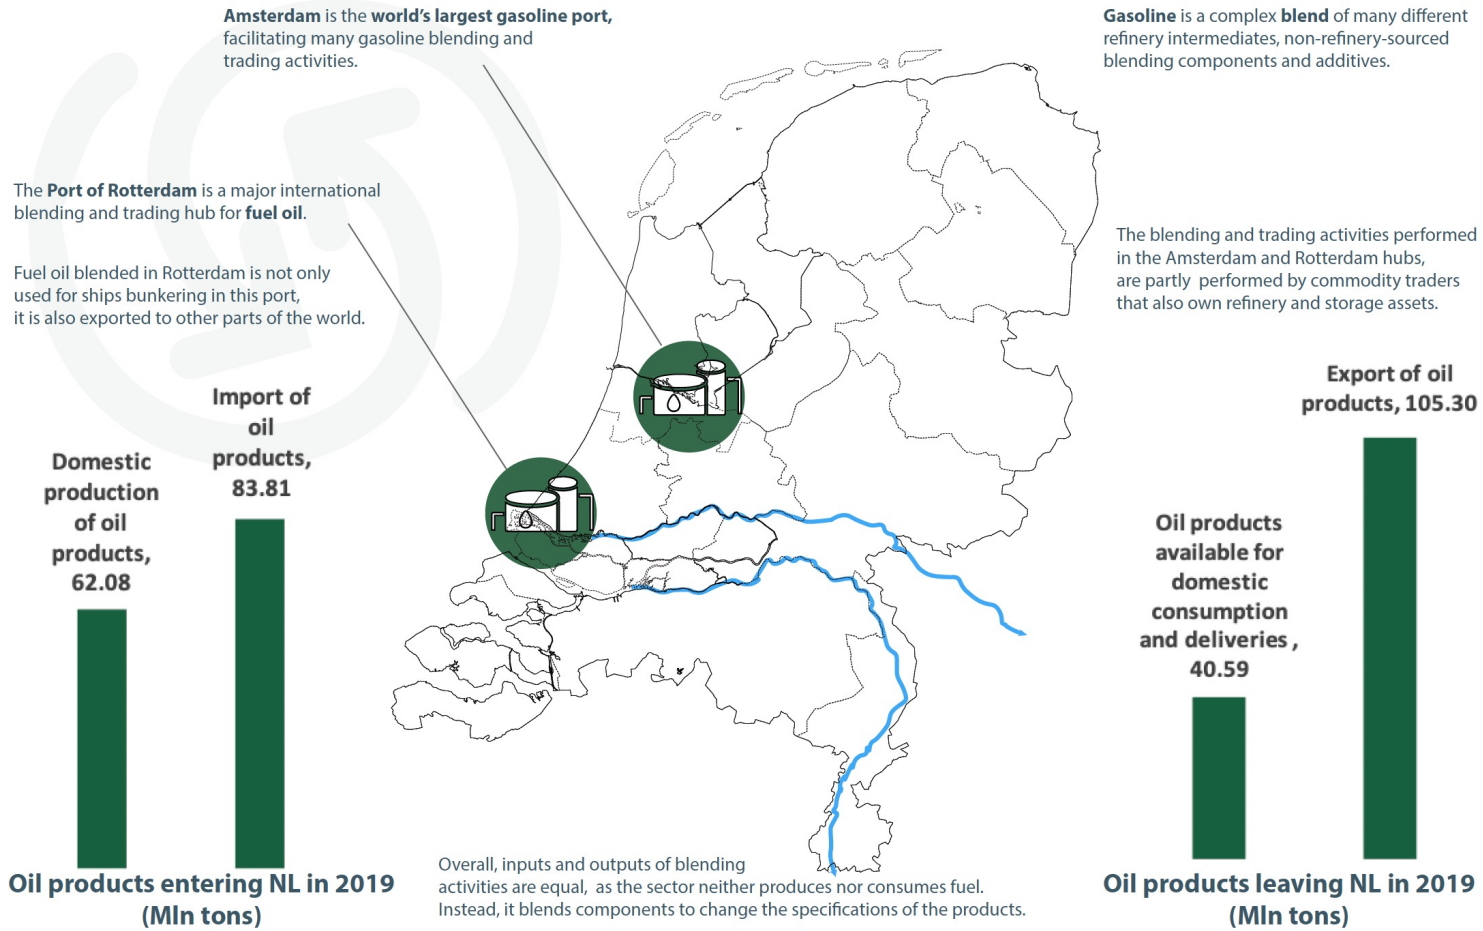 Amsterdam is the world's largest gasoline port,
facilitating many gasoline blending and
trading activities.
Gasoline is a complex blend of many different
refinery intermediates, non-refinery-sourced
blending components and additives.
The Port of Rotterdam is a major international
blending and trading hub for fuel oil.
Fuel oil blended in Rotterdam is not only
used for ships bunkering in this port,
it is also exported to other parts of the world.
The blending and trading activities performed
in the Amsterdam and Rotterdam hubs,
are partly performed by commodity traders
that also own refinery and storage assets.
Domestic
production
of oil
products,
62.08
Import of
oil
products,
83.81
Oil products entering NL in 2019
(Mln tons)
Overall, inputs and outputs of blending
activities are equal, as the sector neither produces nor consumes fuel.
Instead, it blends components to change the specifications of the products.
Oil products
available for
domestic
consumption
and deliveries ,
40.59
Export of oil
products, 105.30
Oil products leaving NL in 2019
(Mln tons)